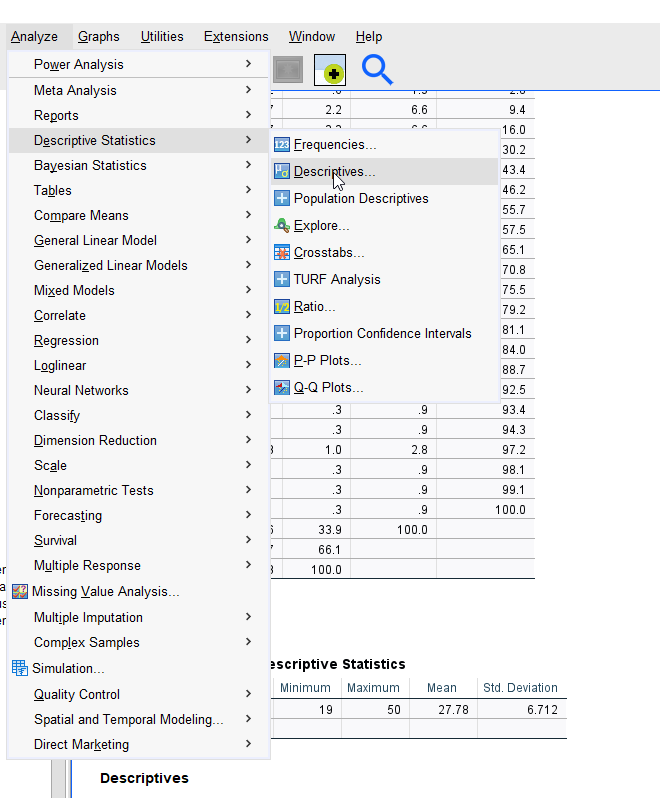 Analyze Graphs Utilities Extensions Window Help
Power Analysis
Meta Analysis
Reports
Descriptive Statistics
Bayesian Statistics
Tables
Compare Means
General Linear Model
Generalized Linear Models
Mixed Models
Correlate
Regression
Loglinear
Neural Networks
Classify
Dimension Reduction
Scale
Nonparametric Tests
Forecasting
Survival
Multiple Response
Missing Value Analysis...
Multiple Imputation
Complex Samples
Simulation...
Quality Control
Spatial and Temporal Modeling...
Direct Marketing
Frequencies...
Descriptives...
Population Descriptives
Explore...
Crosstabs...
TURF Analysis
Ratio...
Proportion Confidence Intervals
P-P Plots...
Q-Q Plots...
2.2 6.6 9.4
16.0
30.2
43.4
46.2
55.7
57.5
65.1
70.8
75.5
79.2
81.1
84.0
88.7
92.5
.3 .9 93.4
.3 .9 94.3
1.0 2.8 97.2
.3 .9 98.1
.3 .9 99.1
.3 .9 100.0
33.9 100.0
66.1
100.0
escriptive Statistics
Minimum Maximum Mean Std. Deviation
19 50 27.78 6.712
Descriptives